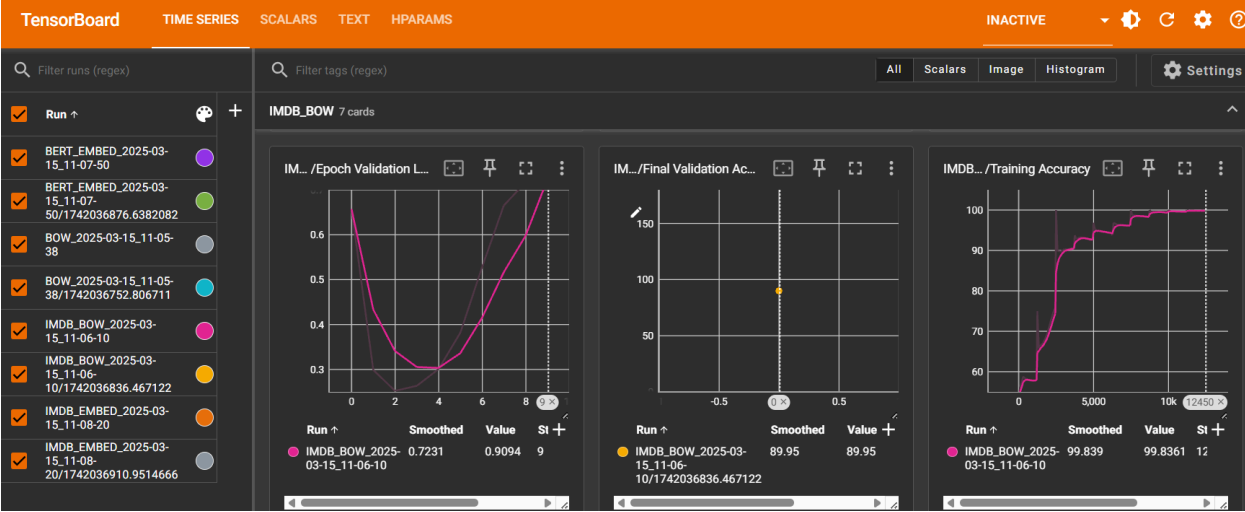 TensorBoard TIME SERIES SCALARS TEXT HPARAMS INACTIVE
Filter runs (regex)
Filter tags (regex)
All Scalars Image Histogram
Settings
Run ↑
IMDB_BOW 7 cards
BERT_EMBED_2025-03-
15_11-07-50
BERT_EMBED_2025-03-
15_11-07-
50/1742036876.6382082
BOW_2025-03-15_11-05-
38
BOW_2025-03-15_11-05-
38/1742036752.806711
IMDB_BOW_2025-03-
15_11-06-10
IMDB_BOW_2025-03-
15_11-06-
10/1742036836.467122
IMDB_EMBED_2025-03-
15_11-08-20
IMDB_EMBED_2025-03-
15_11-08-
20/1742036910.9514666
IM... /Epoch Validation L...
0.6
0.5
0.4
0.3
0 2 4 6 8 9 ×
Run ↑ Smoothed Value St
IMDB_BOW_2025- 0.7231 0.9094 9
03-15_11-06-10
IM.../Final Validation Ac...
150
100
50
-0.5 0 × 0.5
Run ↑ Smoothed Value
IMDB_BOW_2025-03- 89.95 89.95
15_11-06-
10/1742036836.467122
IMDB... /Training Accuracy
100
90
80
70
60
0 5,000 10k 12450 ×
Run ↑ Smoothed Value St
IMDB_BOW_2025- 99.839 99.8361 12
03-15_11-06-10